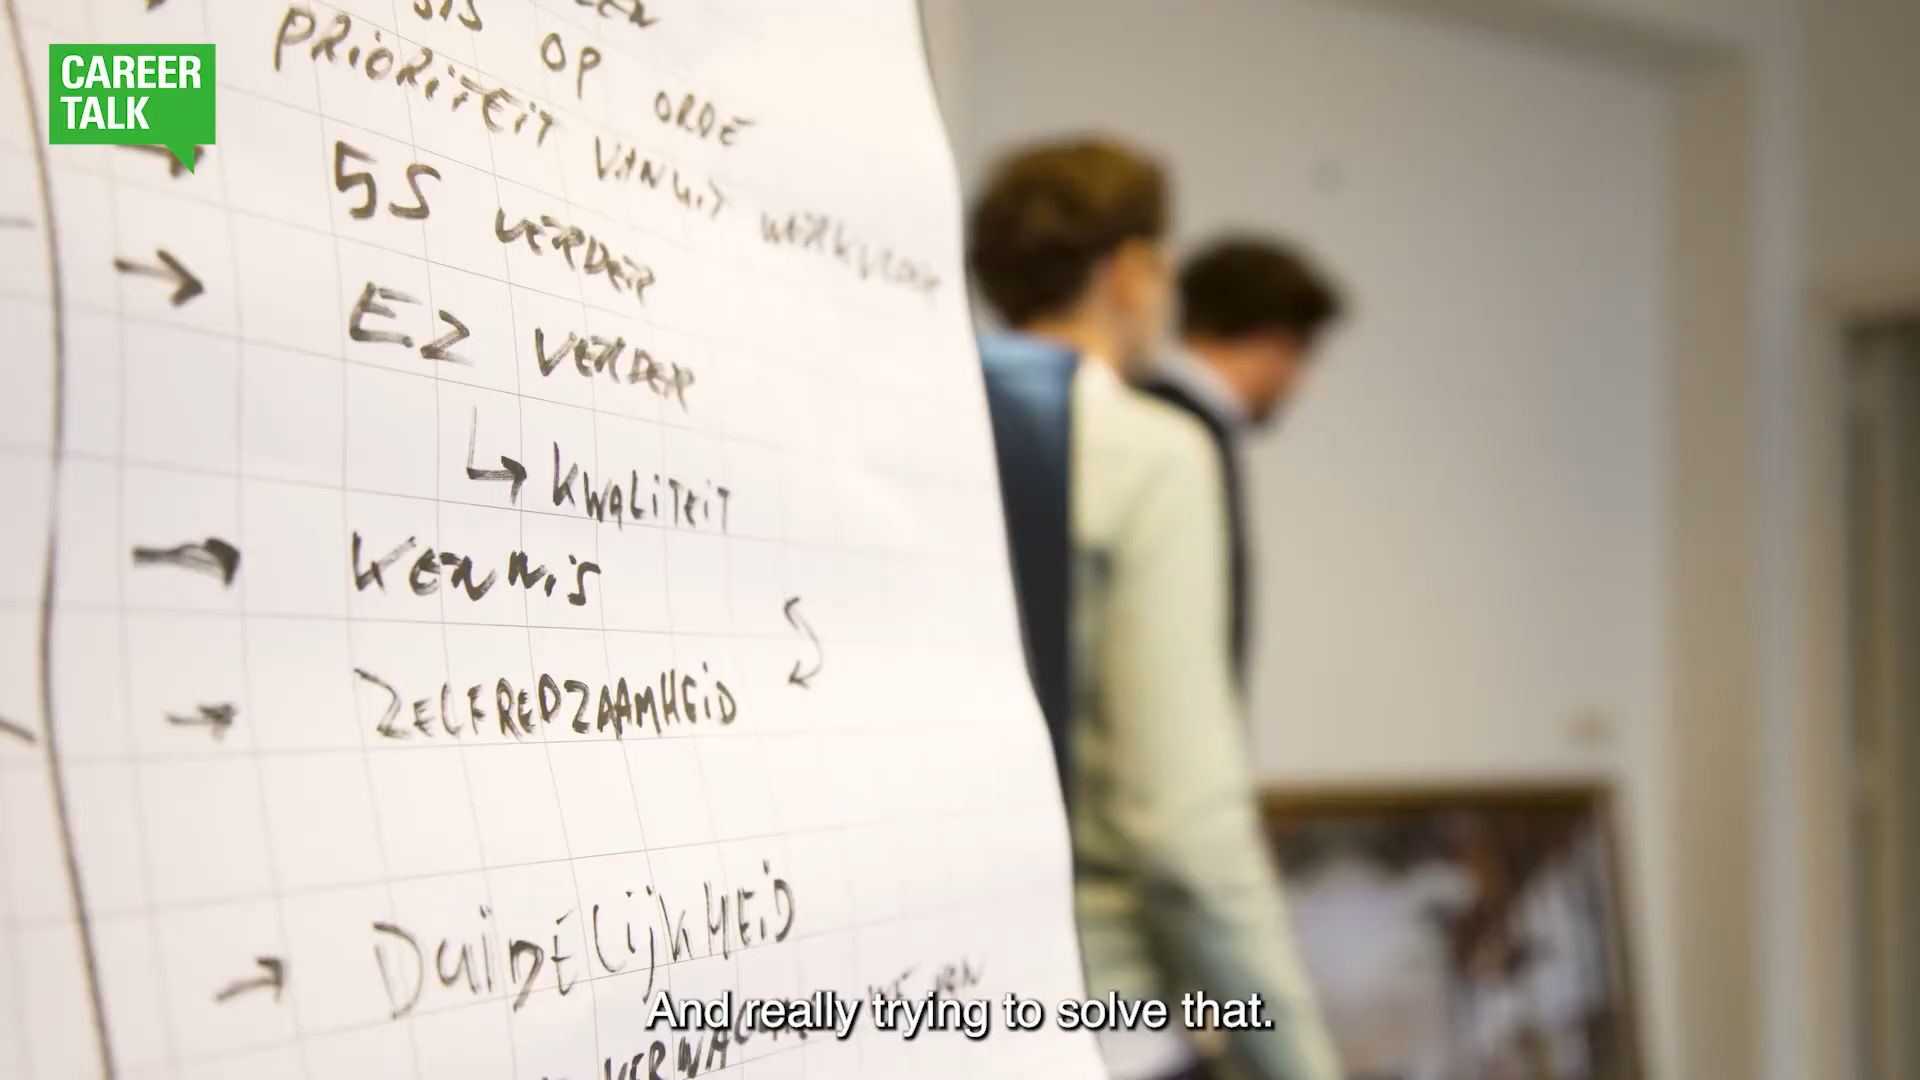 CAREER
TALK
OP ORDE
PRIORITEIT VANUIT
5S VERDER
EZ VERDER
KWALITEIT
KENNIS
ZELFREDZAAMHEID
DUIDELIJKHEID
And really trying to solve that.